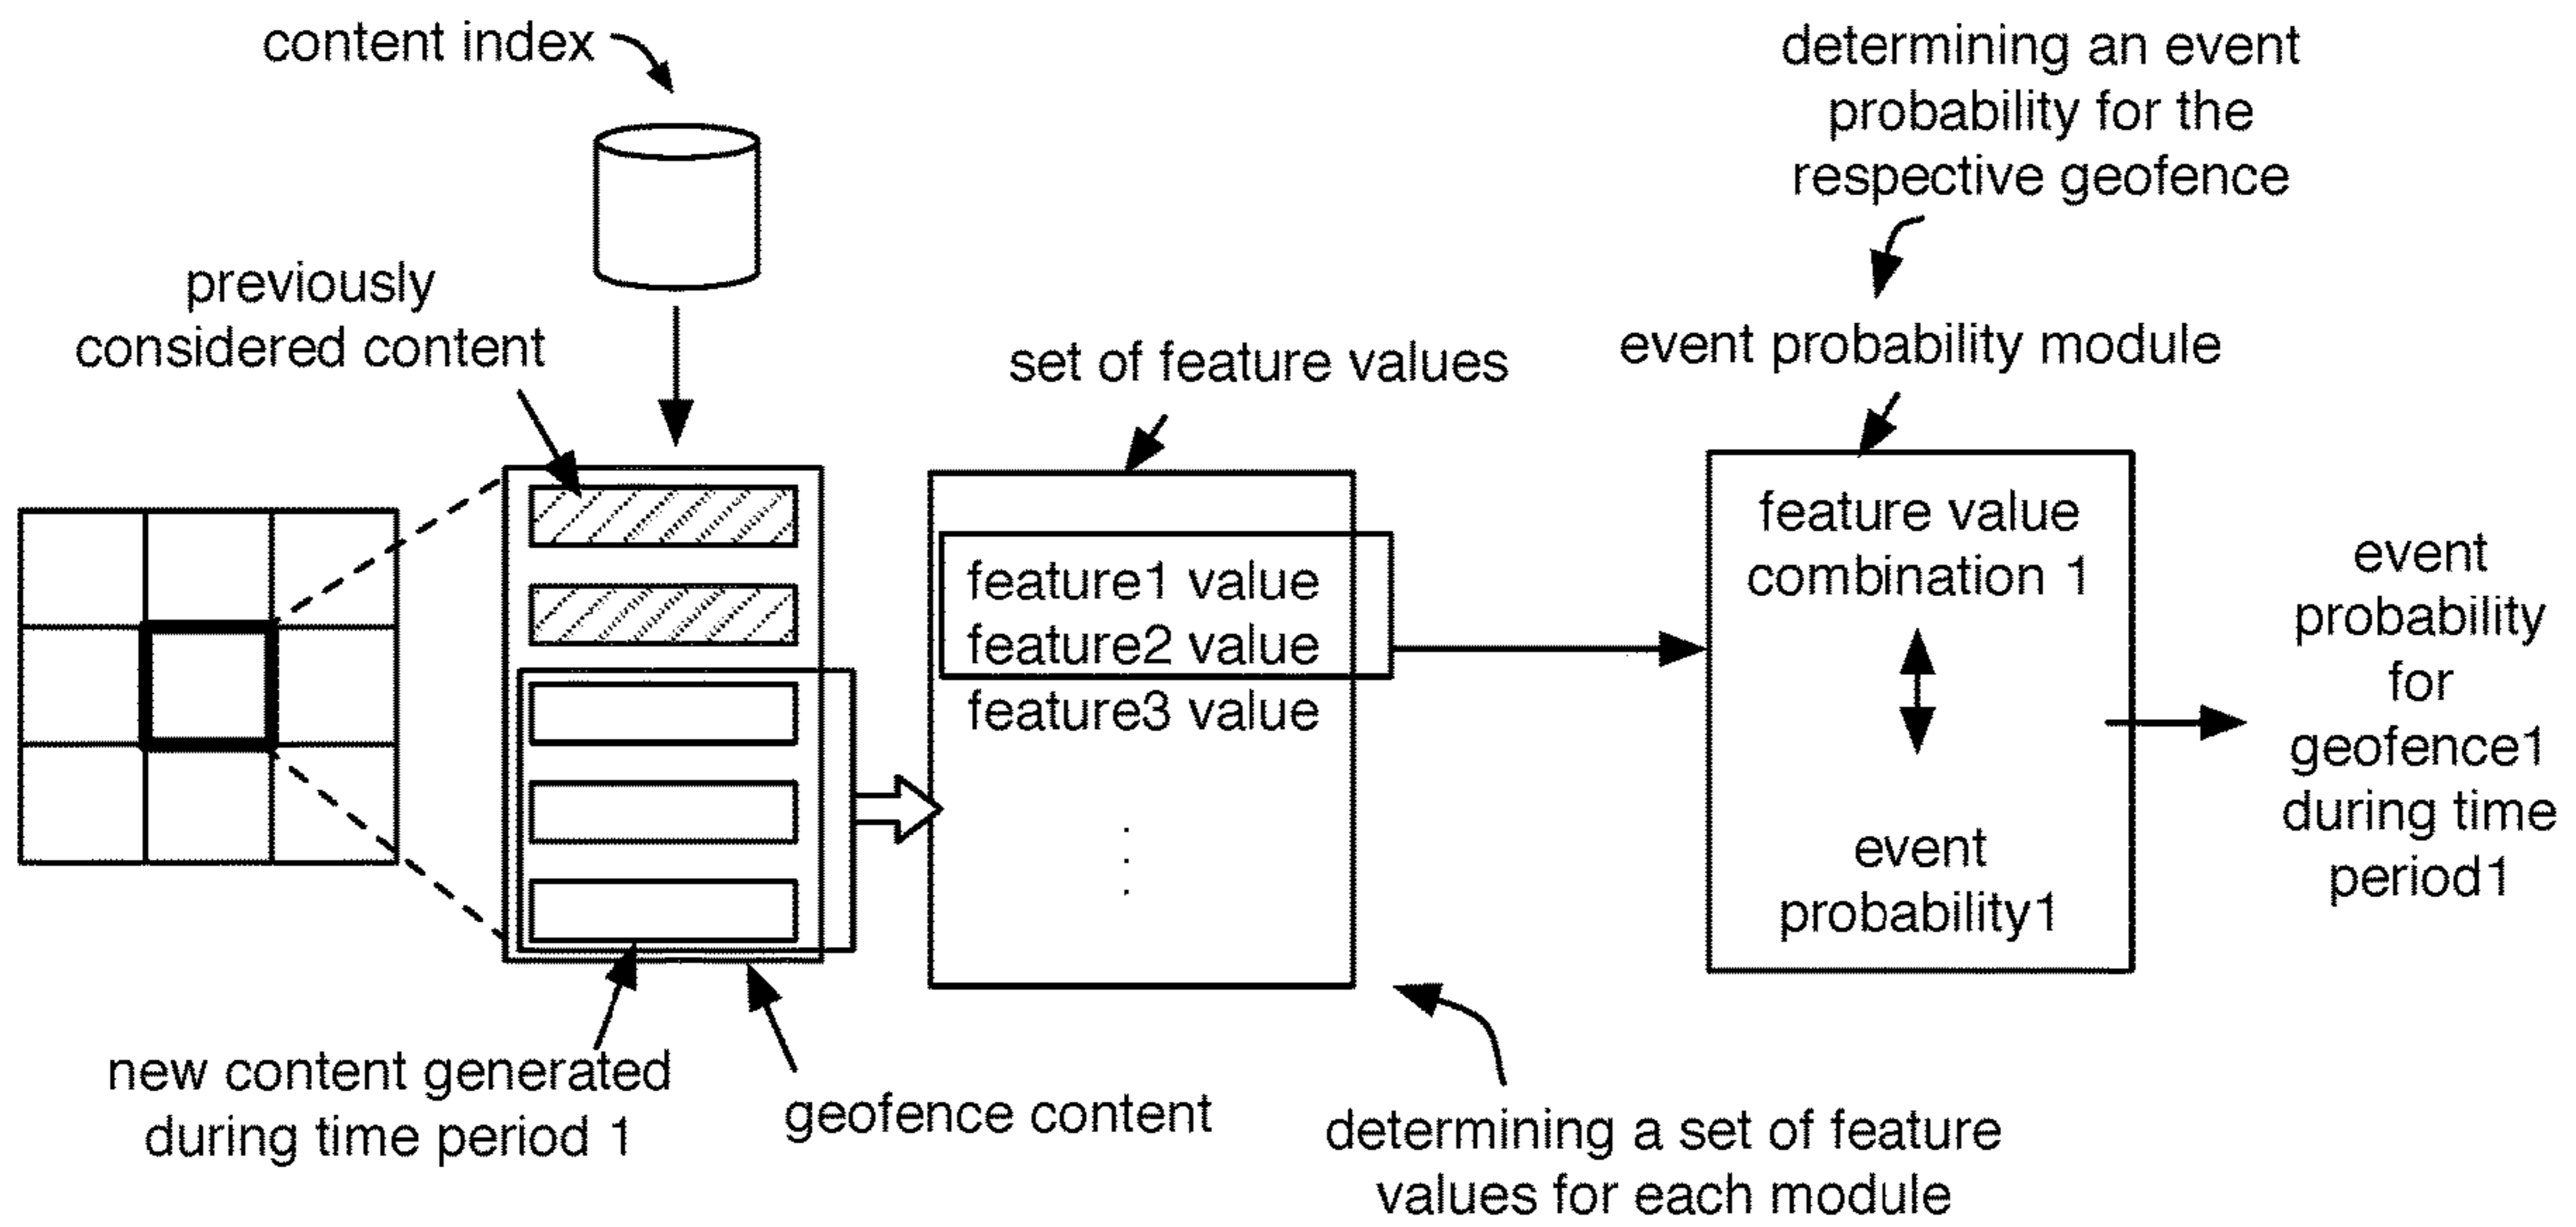 content index
determining an event
probability for the
respective geofence
previously
considered content
set of feature values
event probability module
feature1 value
feature2 value
feature3 value
feature value
combination 1
event
probability1
event
probability
for
geofence1
during time
period1
new content generated
during time period 1
geofence content
determining a set of feature
values for each module